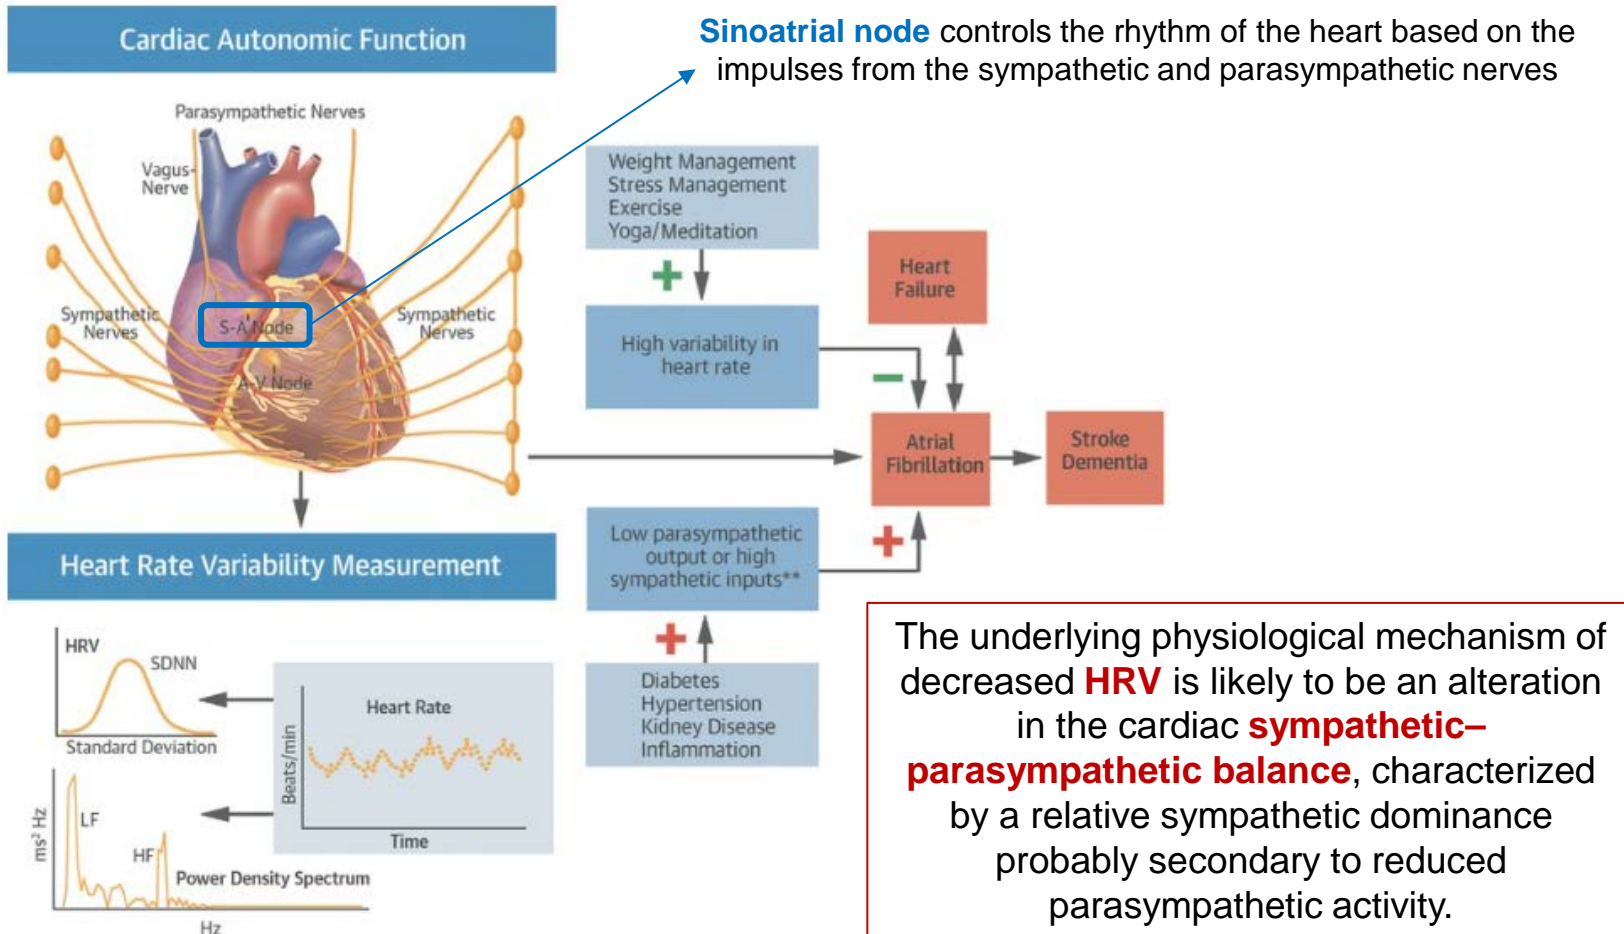 Cardiac Autonomic Function
Sinoatrial node controls the rhythm of the heart based on the
impulses from the sympathetic and parasympathetic nerves
Parasympathetic Nerves
Vagus
Nerve
Sympathetic
Nerves
S-A Node
Sympathetic
Nerves
A-V Node
Weight Management
Stress Management
Exercise
Yoga/Meditation
+
High variability in
heart rate
−
Heart
Failure
Atrial
Fibrillation
Stroke
Dementia
Low parasympathetic
output or high
sympathetic inputs**
+
+
Diabetes
Hypertension
Kidney Disease
Inflammation
Heart Rate Variability Measurement
HRV
SDNN
Standard Deviation
Heart Rate
Beats/min
Time
ms² Hz
LF
HF
Power Density Spectrum
Hz
The underlying physiological mechanism of
decreased HRV is likely to be an alteration
in the cardiac sympathetic–
parasympathetic balance, characterized
by a relative sympathetic dominance
probably secondary to reduced
parasympathetic activity.